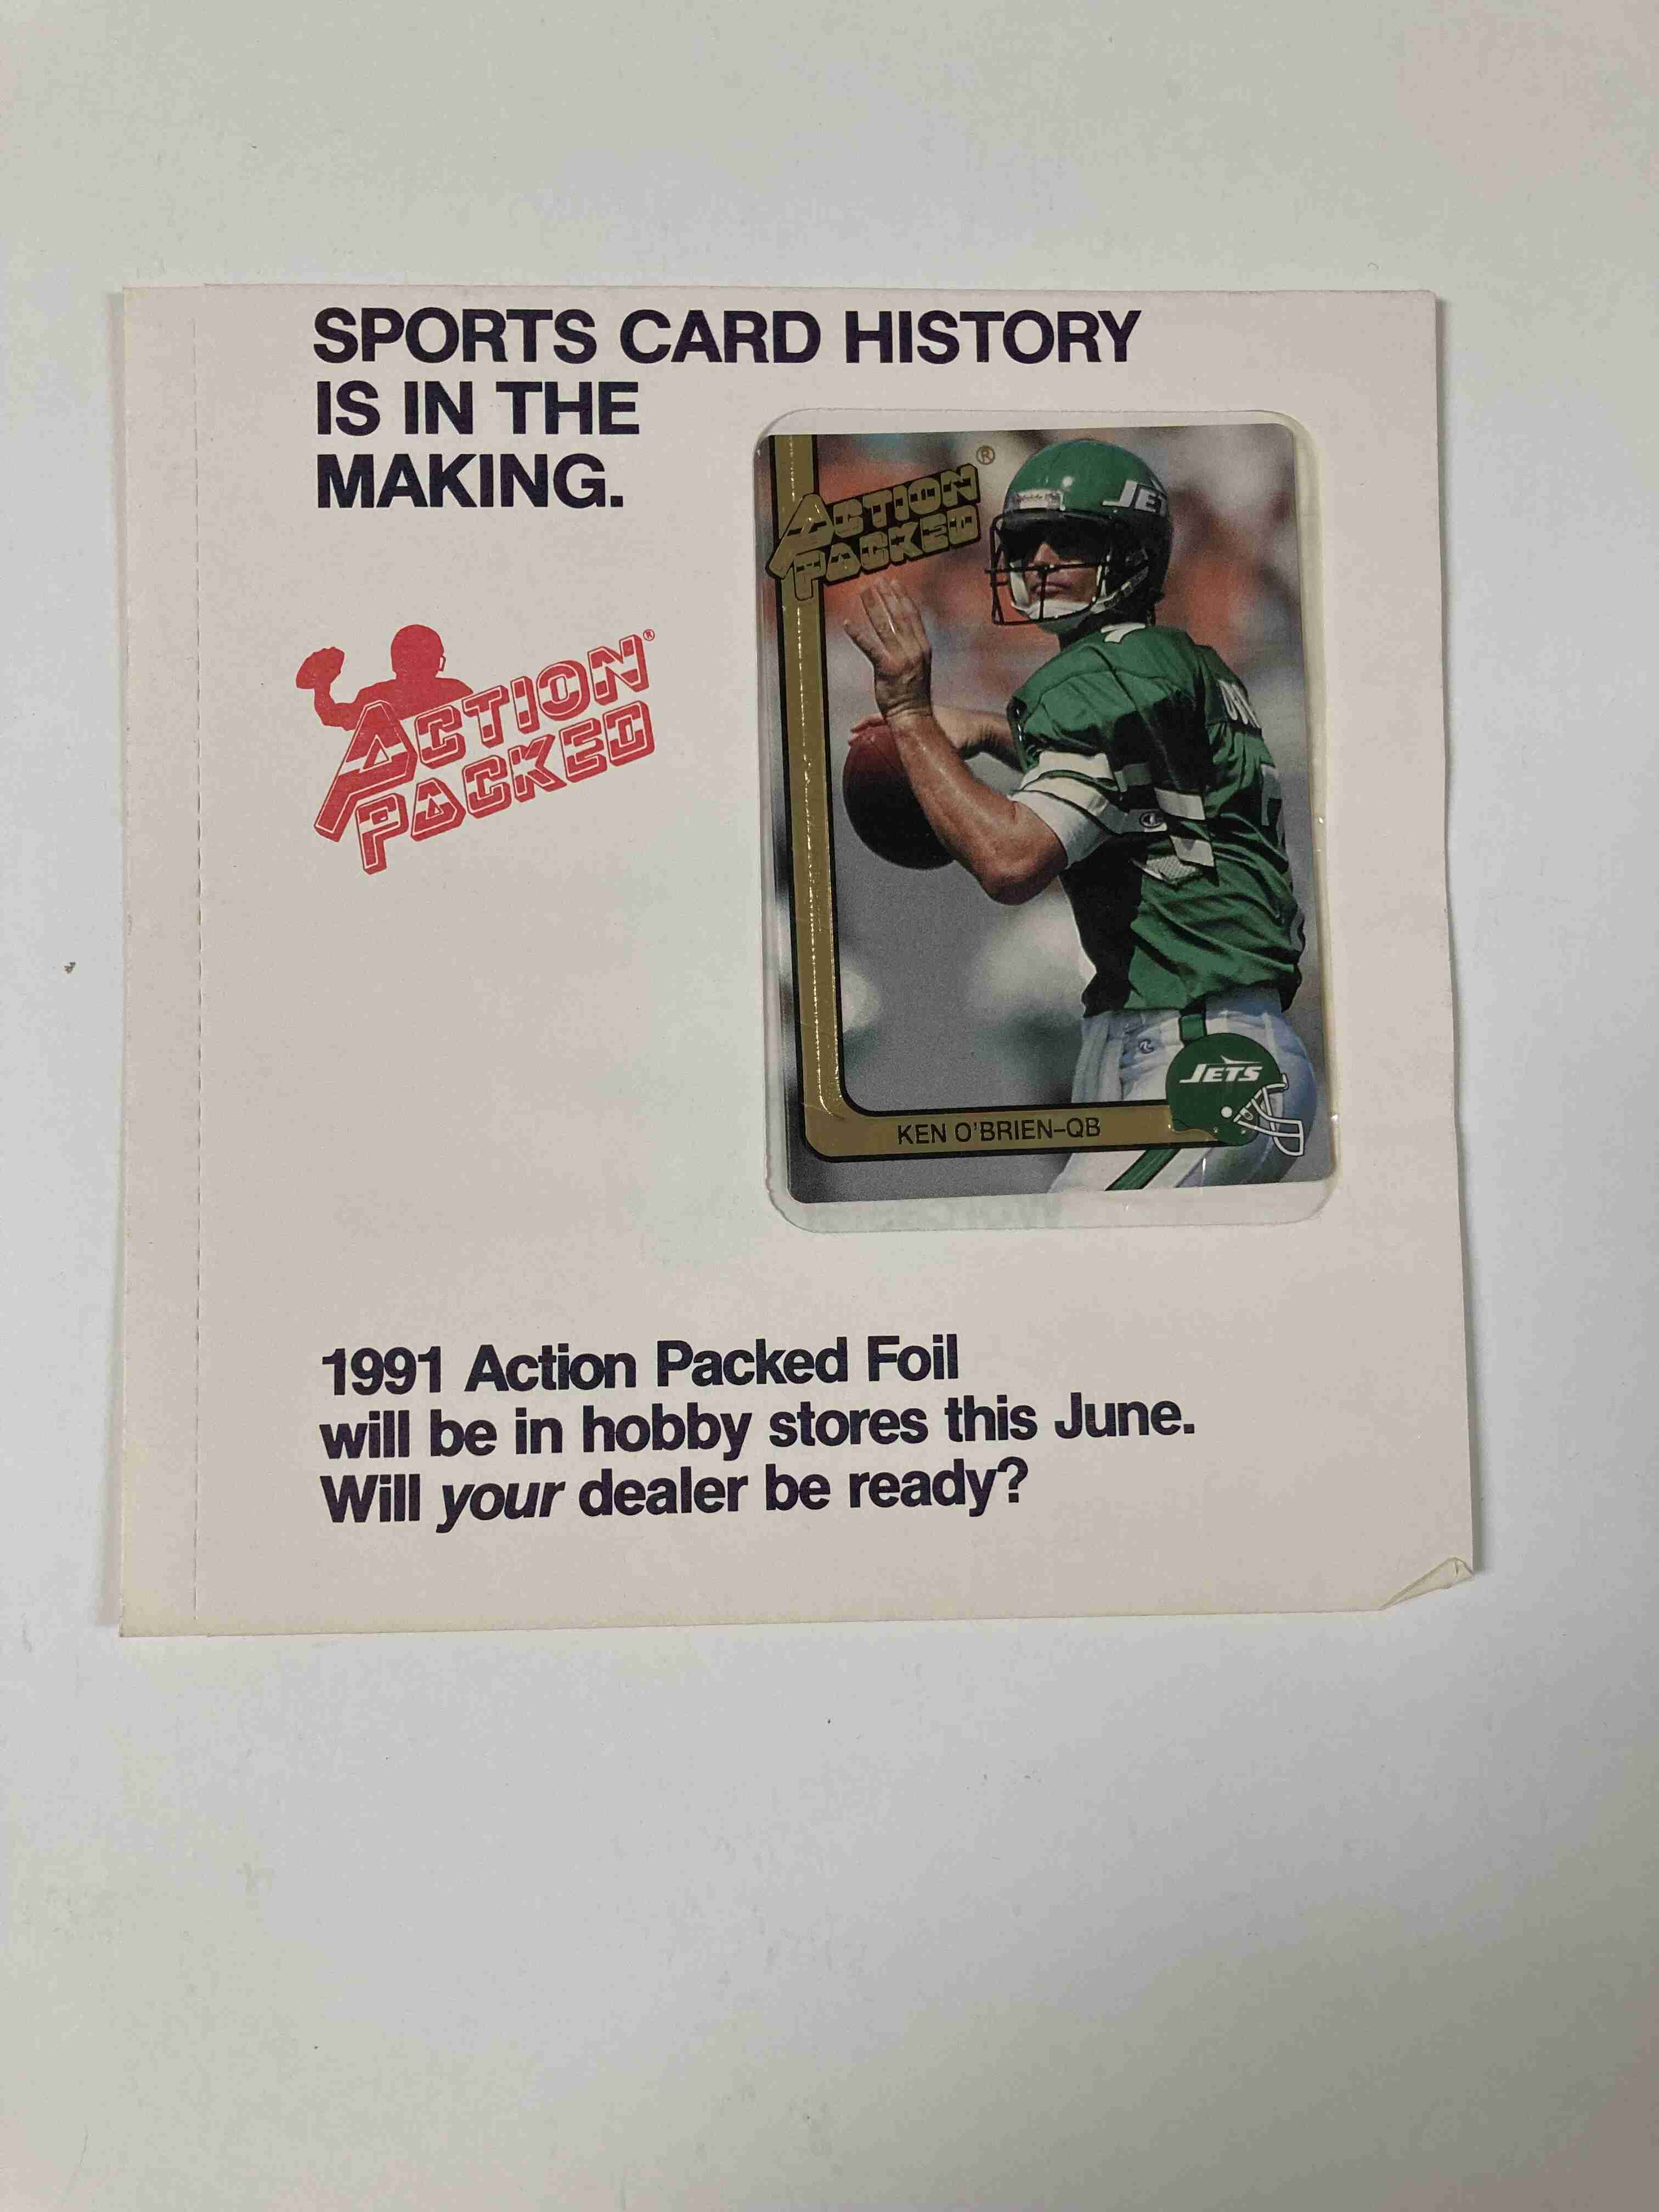 SPORTS CARD HISTORY
IS IN THE
MAKING.
ACTION
PACKED®
ACTION
PACKED®
JET
JETS
KEN O'BRIEN–QB
1991 Action Packed Foil
will be in hobby stores this June.
Will your dealer be ready?